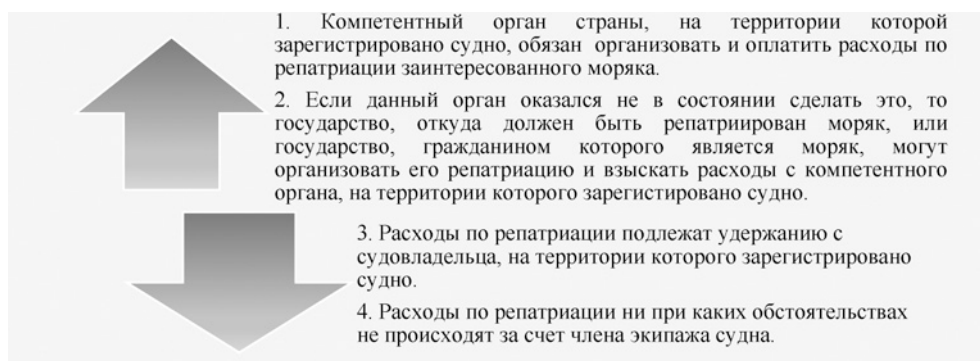 1. Компетентный орган страны, на территории которой
зарегистрировано судно, обязан организовать и оплатить расходы по
репатриации заинтересованного моряка.
2. Если данный орган оказался не в состоянии сделать это, то
государство, откуда должен быть репатриирован моряк, или
государство, гражданином которого является моряк, могут
организовать его репатриацию и взыскать расходы с компетентного
органа, на территории которого зарегистировано судно.
3. Расходы по репатриации подлежат удержанию с
судовладельца, на территории которого зарегистрировано
судно.
4. Расходы по репатриации ни при каких обстоятельствах
не происходят за счет члена экипажа судна.